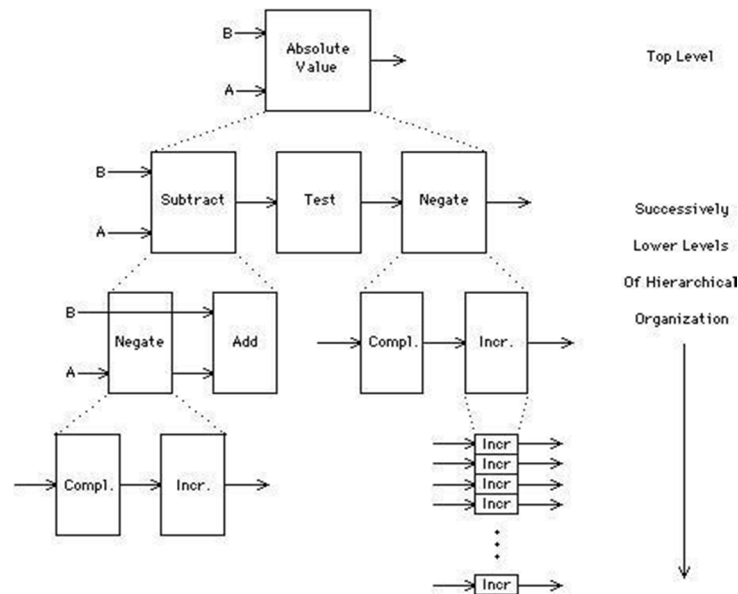 B
Absolute
Value
A
Top Level
B
Subtract
Test
Negate
A
Successively
Lower Levels
Of Hierarchical
Organization
B
Negate
Add
A
Compl.
Incr.
Compl.
Incr.
Incr
Incr
Incr
Incr
Incr